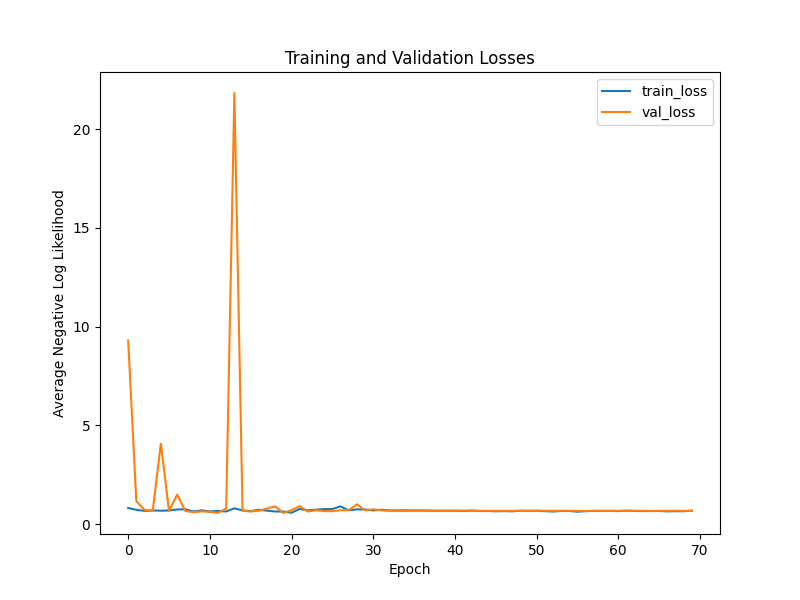 Training and Validation Losses
train_loss
val_loss
Average Negative Log Likelihood
20
15
10
5
0
0 10 20 30 40 50 60 70
Epoch